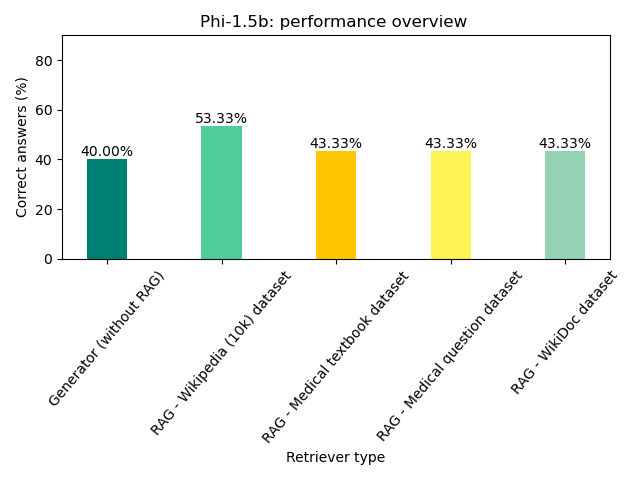 Phi-1.5b: performance overview
Correct answers (%)
80
60
40
20
0
40.00%
53.33%
43.33%
43.33%
43.33%
Generator (without RAG)
RAG - Wikipedia (10k) dataset
RAG - Medical textbook dataset
RAG - Medical question dataset
RAG - WikiDoc dataset
Retriever type